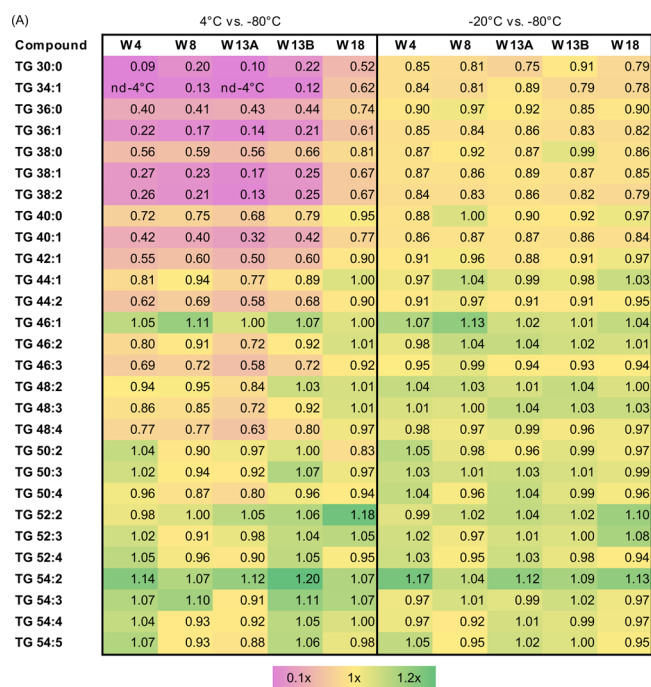 (A)
4°C vs. -80°C -20°C vs. -80°C
Compound W4 W8 W13A W13B W18 W4 W8 W13A W13B W18
TG 30:0 0.09 0.20 0.10 0.22 0.52 0.85 0.81 0.75 0.91 0.79
TG 34:1 nd-4°C 0.13 nd-4°C 0.12 0.62 0.84 0.81 0.89 0.79 0.78
TG 36:0 0.40 0.41 0.43 0.44 0.74 0.90 0.97 0.92 0.85 0.90
TG 36:1 0.22 0.17 0.14 0.21 0.61 0.85 0.84 0.86 0.83 0.82
TG 38:0 0.56 0.59 0.56 0.66 0.81 0.87 0.92 0.87 0.99 0.86
TG 38:1 0.27 0.23 0.17 0.25 0.67 0.87 0.86 0.89 0.87 0.85
TG 38:2 0.26 0.21 0.13 0.25 0.67 0.84 0.83 0.86 0.82 0.79
TG 40:0 0.72 0.75 0.68 0.79 0.95 0.88 1.00 0.90 0.92 0.97
TG 40:1 0.42 0.40 0.32 0.42 0.77 0.86 0.87 0.87 0.86 0.84
TG 42:1 0.55 0.60 0.50 0.60 0.90 0.91 0.96 0.88 0.91 0.97
TG 44:1 0.81 0.94 0.77 0.89 1.00 0.97 1.04 0.99 0.98 1.03
TG 44:2 0.62 0.69 0.58 0.68 0.90 0.91 0.97 0.91 0.91 0.95
TG 46:1 1.05 1.11 1.00 1.07 1.00 1.07 1.13 1.02 1.01 1.04
TG 46:2 0.80 0.91 0.72 0.92 1.01 0.98 1.04 1.04 1.02 1.01
TG 46:3 0.69 0.72 0.58 0.72 0.92 0.95 0.99 0.94 0.93 0.94
TG 48:2 0.94 0.95 0.84 1.03 1.01 1.04 1.03 1.01 1.04 1.00
TG 48:3 0.86 0.85 0.72 0.92 1.01 1.01 1.00 1.04 1.03 1.03
TG 48:4 0.77 0.77 0.63 0.80 0.97 0.98 0.97 0.99 0.96 0.97
TG 50:2 1.04 0.90 0.97 1.00 0.83 1.05 0.98 0.96 0.99 0.97
TG 50:3 1.02 0.94 0.92 1.07 0.97 1.03 1.01 1.03 1.01 0.99
TG 50:4 0.96 0.87 0.80 0.96 0.94 1.04 0.96 1.04 0.99 0.96
TG 52:2 0.98 1.00 1.05 1.06 1.18 0.99 1.02 1.04 1.02 1.10
TG 52:3 1.02 0.91 0.98 1.04 1.05 1.02 0.97 1.01 1.00 1.08
TG 52:4 1.05 0.96 0.90 1.05 0.95 1.03 0.95 1.03 0.98 0.94
TG 54:2 1.14 1.07 1.12 1.20 1.07 1.17 1.04 1.12 1.09 1.13
TG 54:3 1.07 1.10 0.91 1.11 1.07 0.97 1.01 0.99 1.02 0.97
TG 54:4 1.04 0.93 0.92 1.05 1.00 0.97 0.92 1.01 0.99 0.97
TG 54:5 1.07 0.93 0.88 1.06 0.98 1.05 0.95 1.02 1.00 0.95
0.1x 1x 1.2x